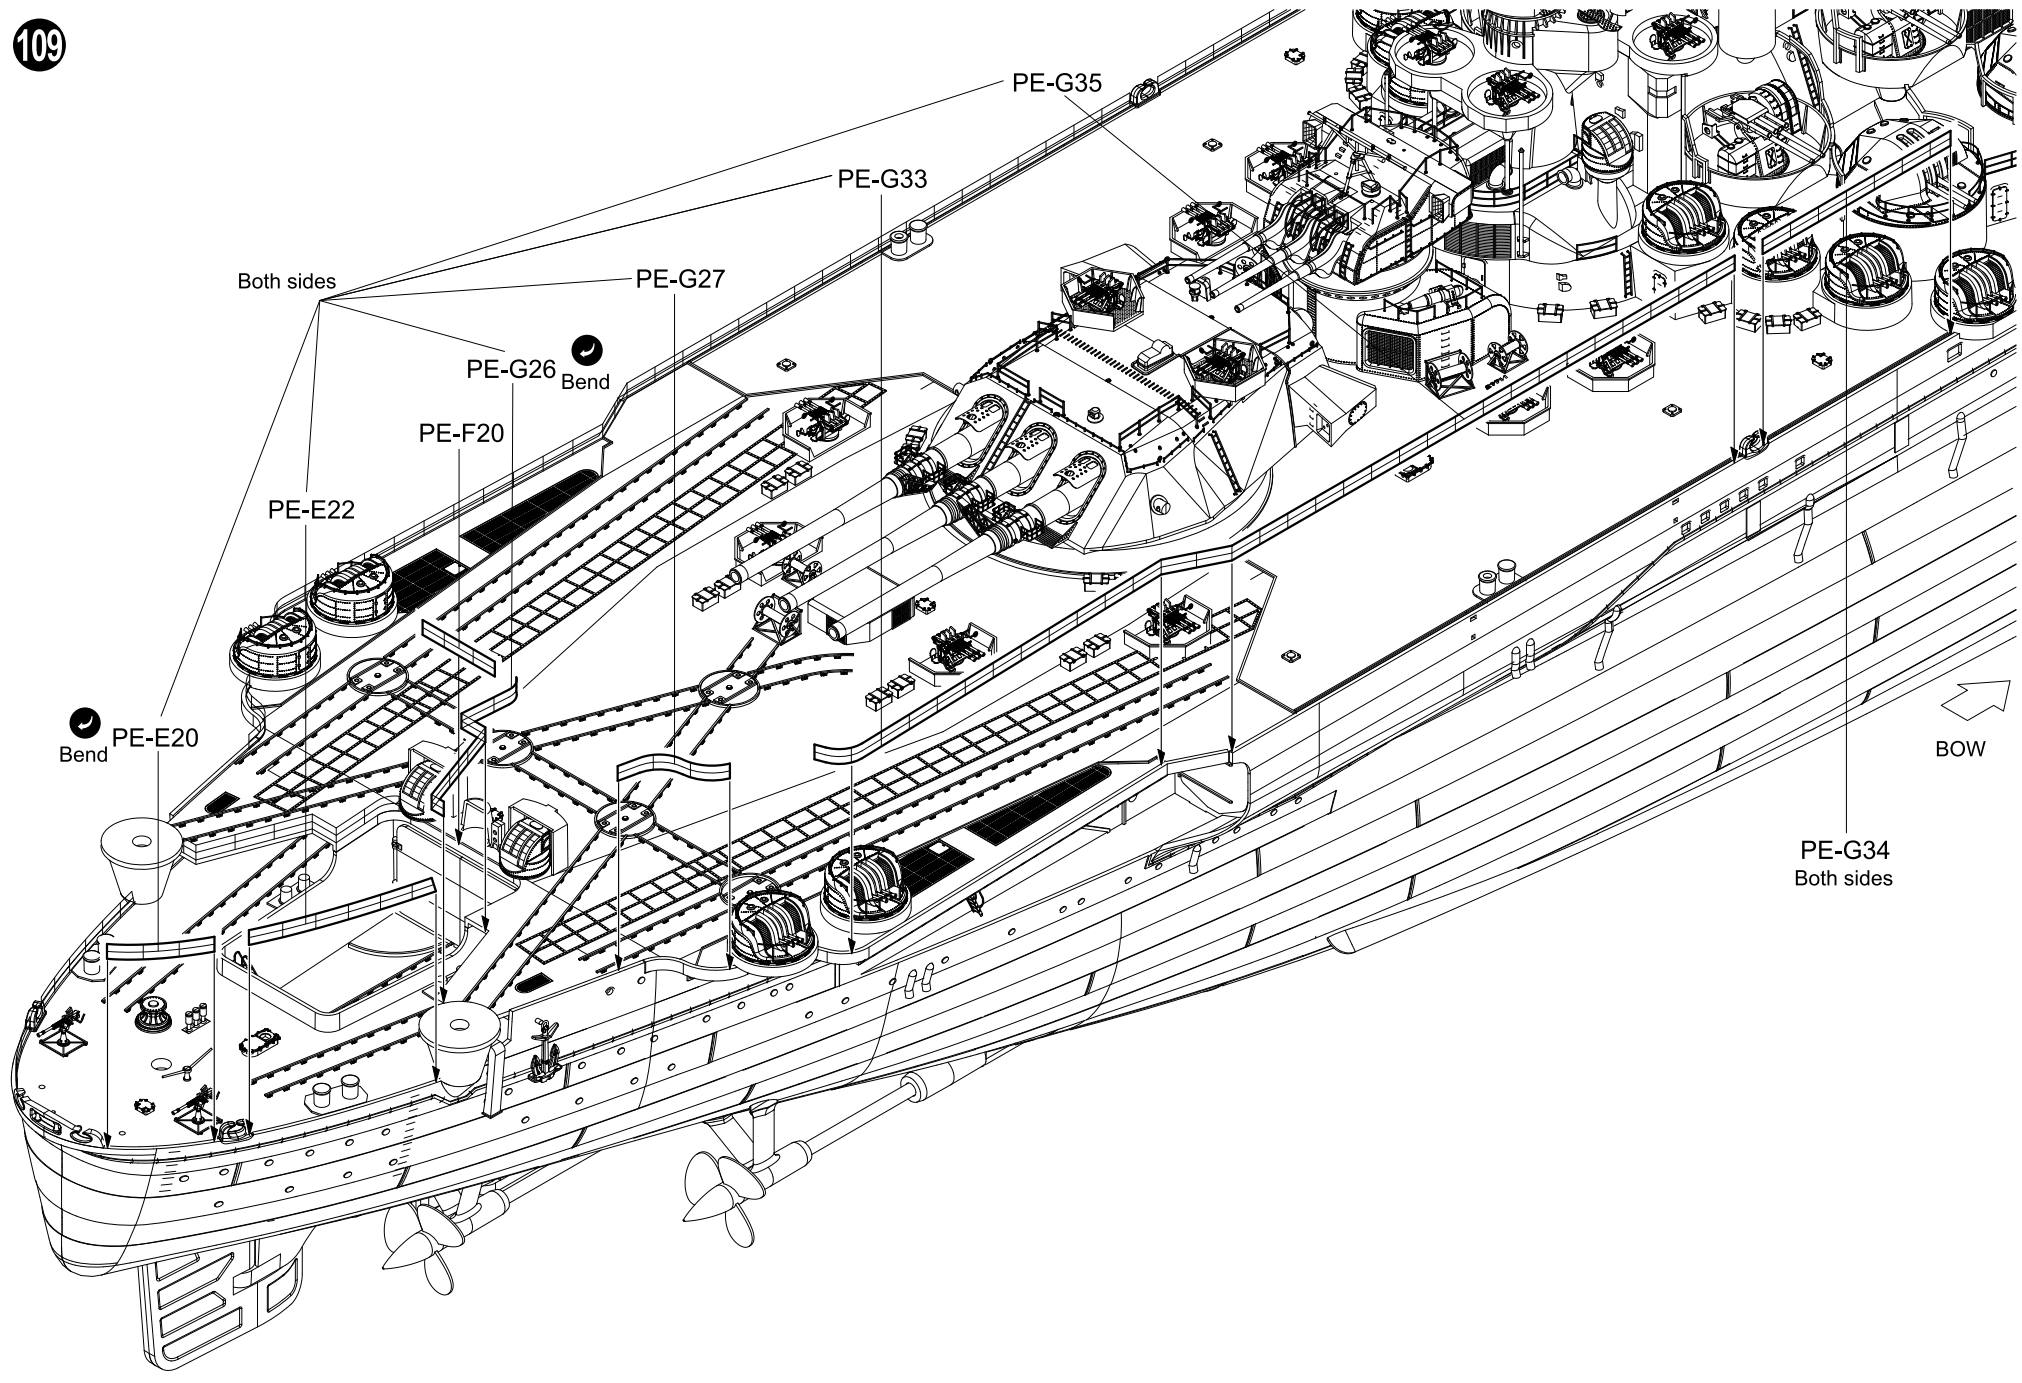 109
PE-G35
PE-G33
Both sides
PE-G27
PE-G26
Bend
PE-F20
PE-E22
PE-E20
Bend
BOW
PE-G34
Both sides